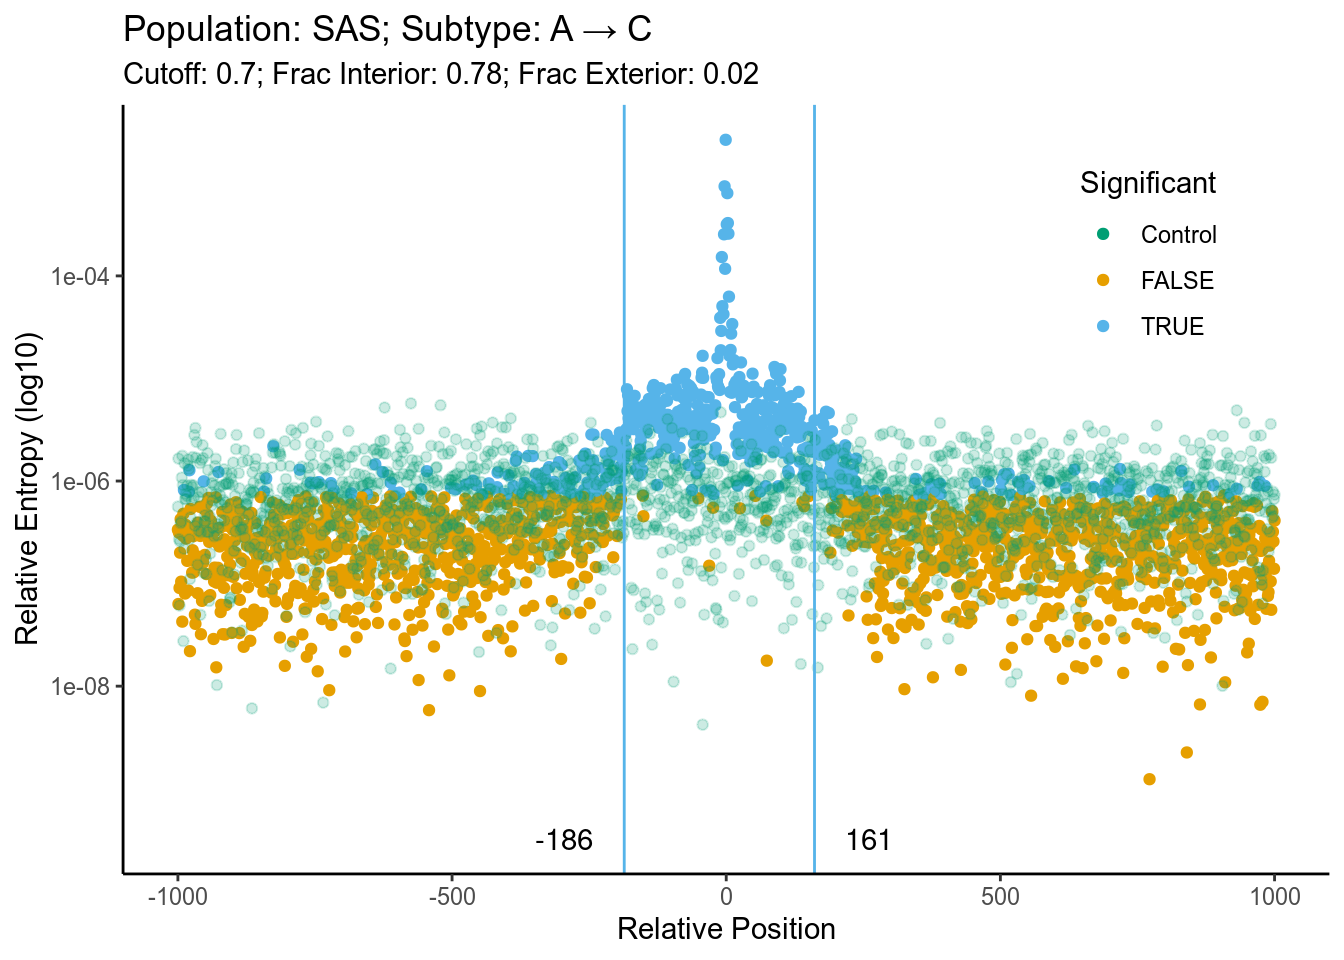 Population: SAS; Subtype: A → C
Cutoff: 0.7; Frac Interior: 0.78; Frac Exterior: 0.02
Significant
Control
FALSE
TRUE
1e-04
1e-06
1e-08
Relative Entropy (log10)
-186
161
-1000
-500
0
500
1000
Relative Position